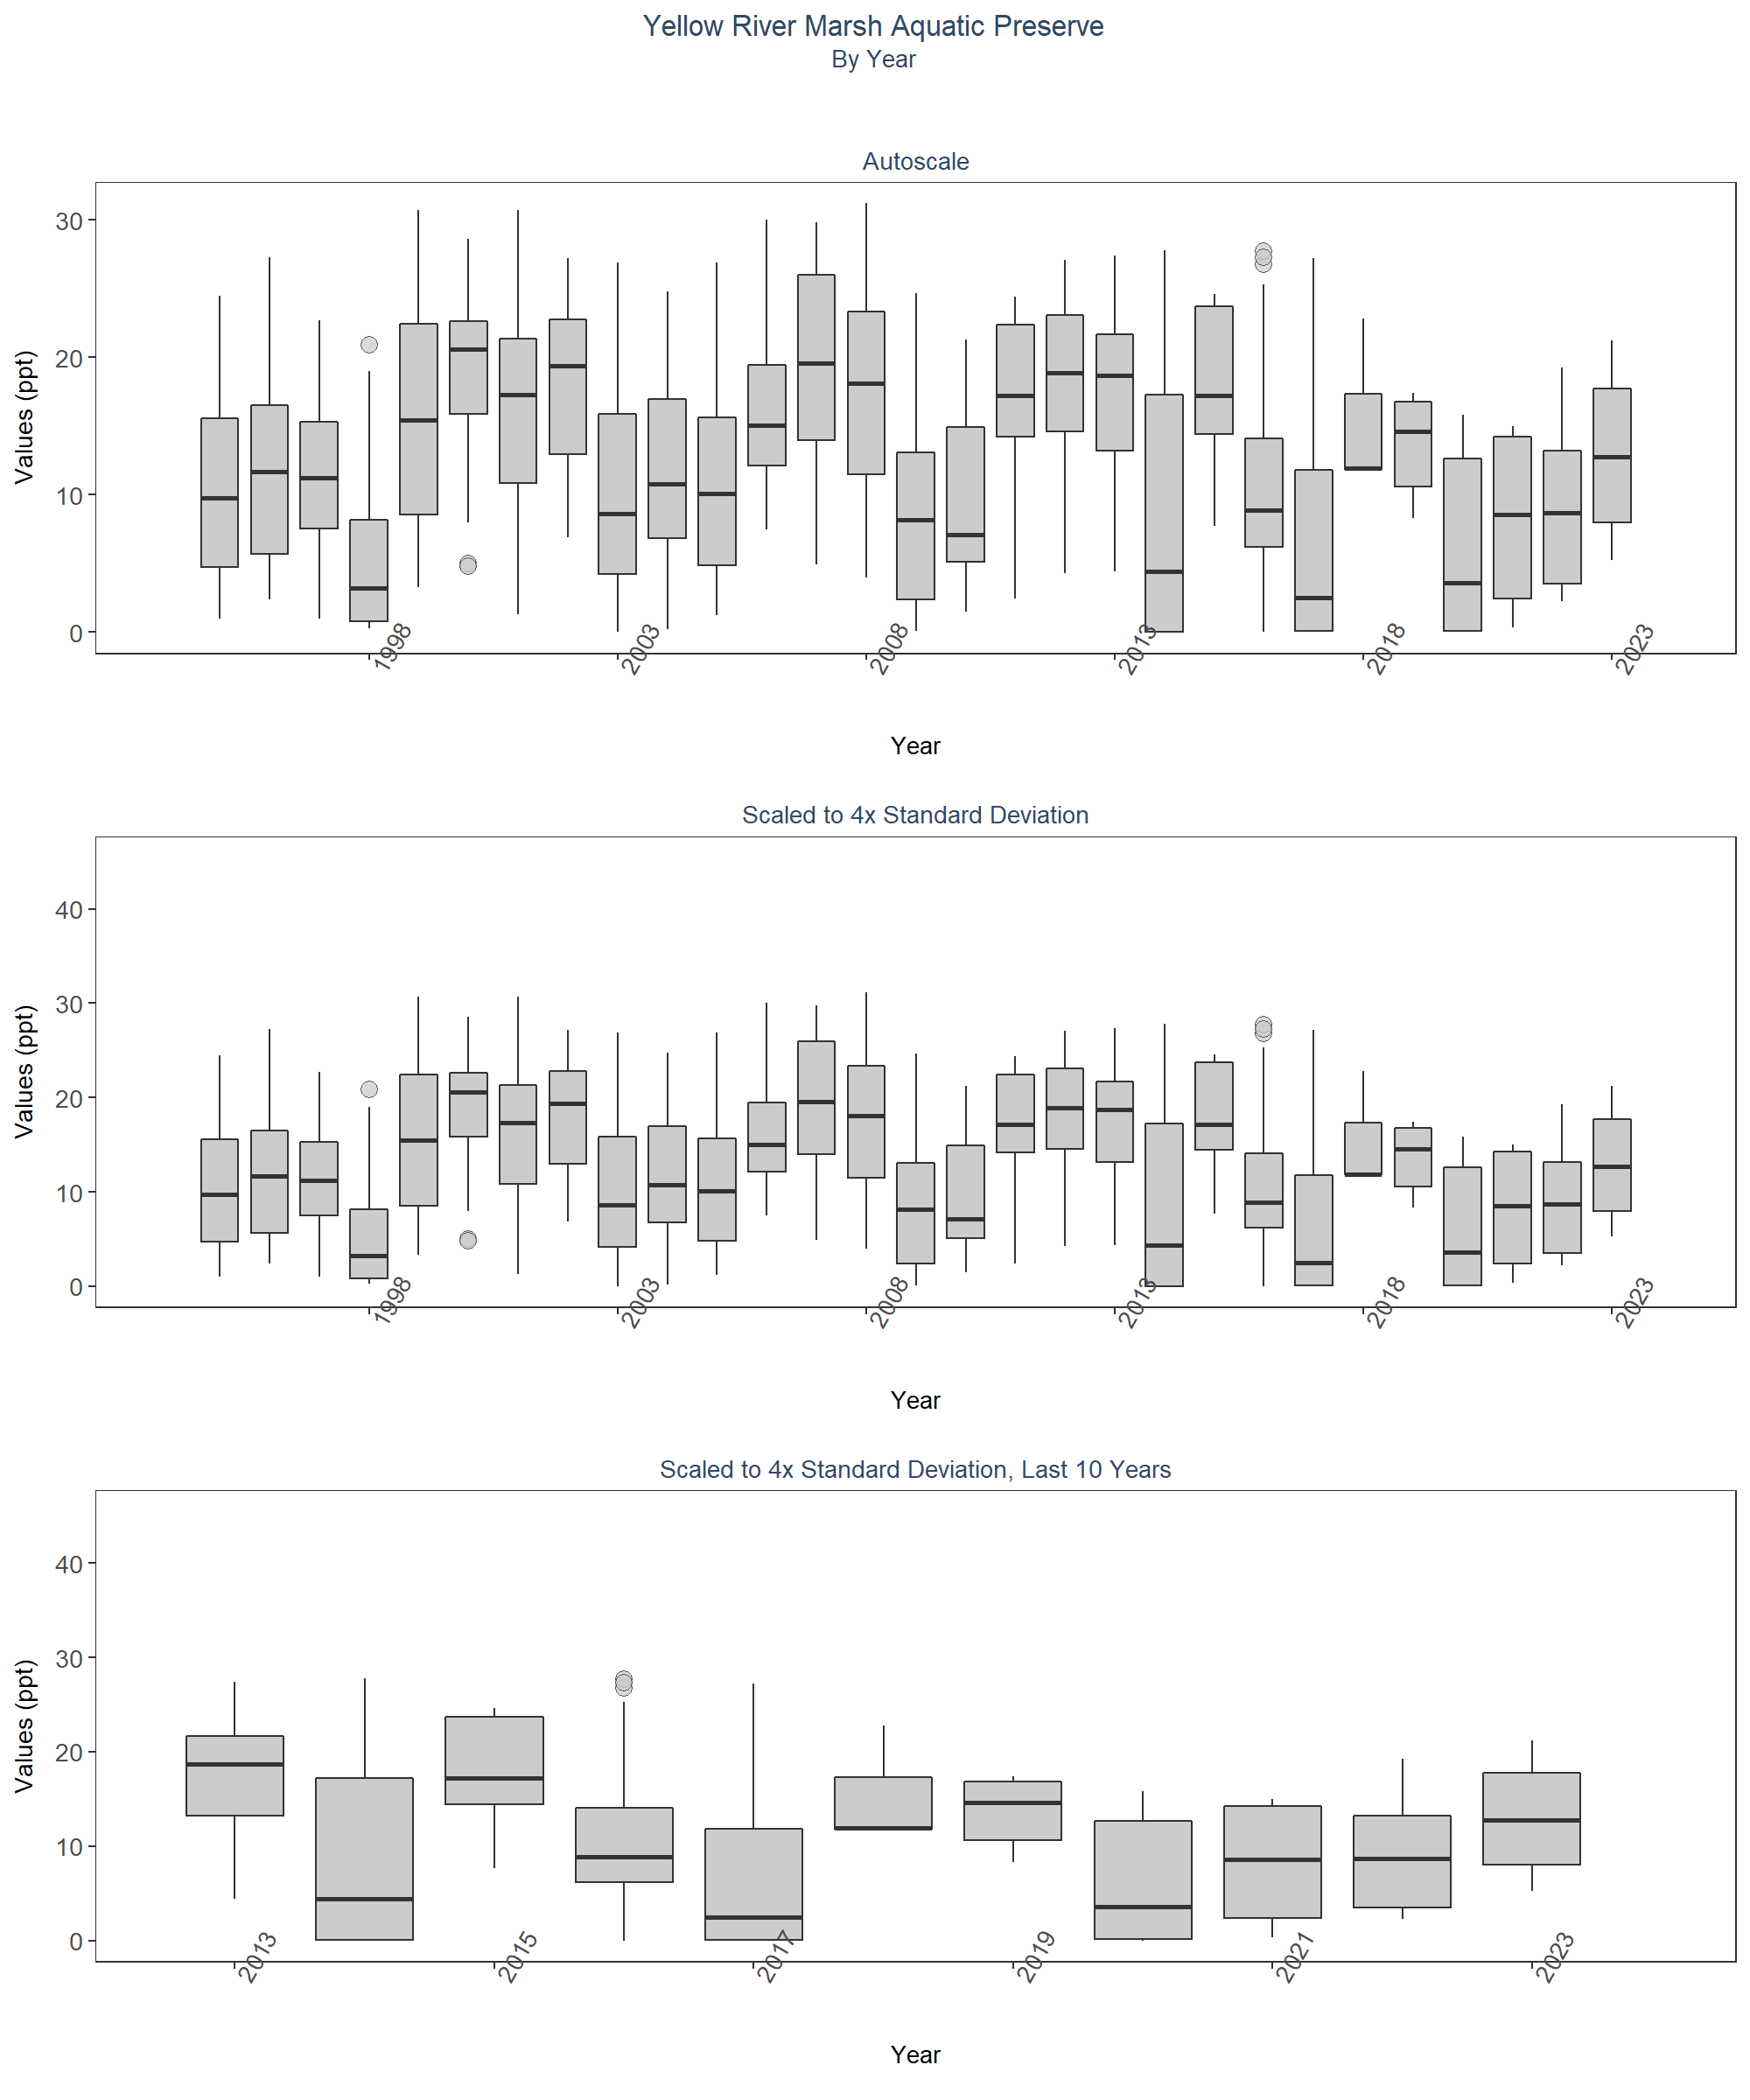 Yellow River Marsh Aquatic Preserve
By Year
Autoscale
Values (ppt)
30
20
10
0
1998 2003 2008 2013 2018 2023
Year
Scaled to 4x Standard Deviation
Values (ppt)
40
30
20
10
0
1998 2003 2008 2013 2018 2023
Year
Scaled to 4x Standard Deviation, Last 10 Years
Values (ppt)
40
30
20
10
0
2013 2015 2017 2019 2021 2023
Year